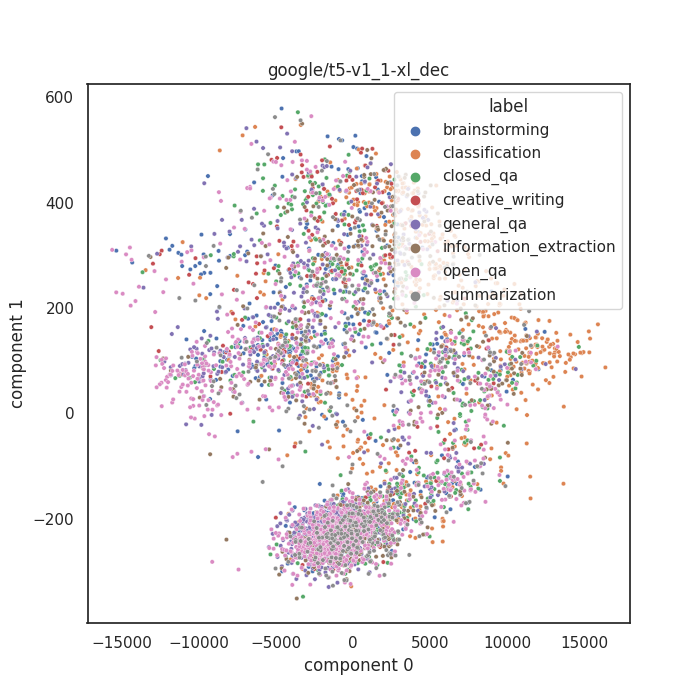 google/t5-v1_1-xl_dec
label
brainstorming
classification
closed_qa
creative_writing
general_qa
information_extraction
open_qa
summarization
600
400
200
0
−200
component 1
−15000 −10000 −5000 0 5000 10000 15000
component 0